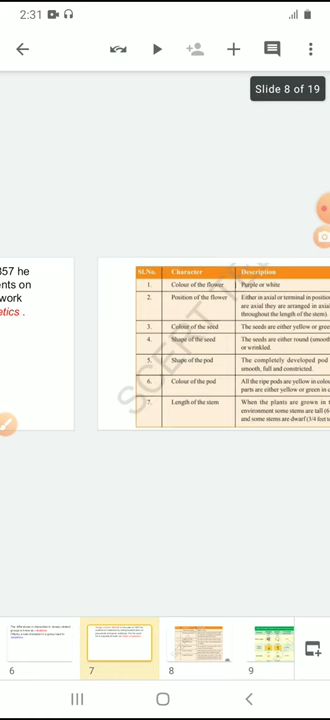 2:31
Slide 8 of 19
857 he
ents on
work
etics .
Sl.No. Character Description
1. Colour of the flower Purple or white
2. Position of the flower Either in axial or terminal in position
are axial they are arranged in axial
throughout the length of the stem).
3. Colour of the seed The seeds are either yellow or gree
4. Shape of the seed The seeds are either round (smooth
or wrinkled.
5. Shape of the pod The completely developed pod
smooth, full and constricted.
6. Colour of the pod All the ripe pods are yellow in colou
parts are either yellow or green in c
7. Length of the stem When the plants are grown in t
environment some stems are tall (6
and some stems are dwarf (3/4 feet to
SCERT
6
7
8
9